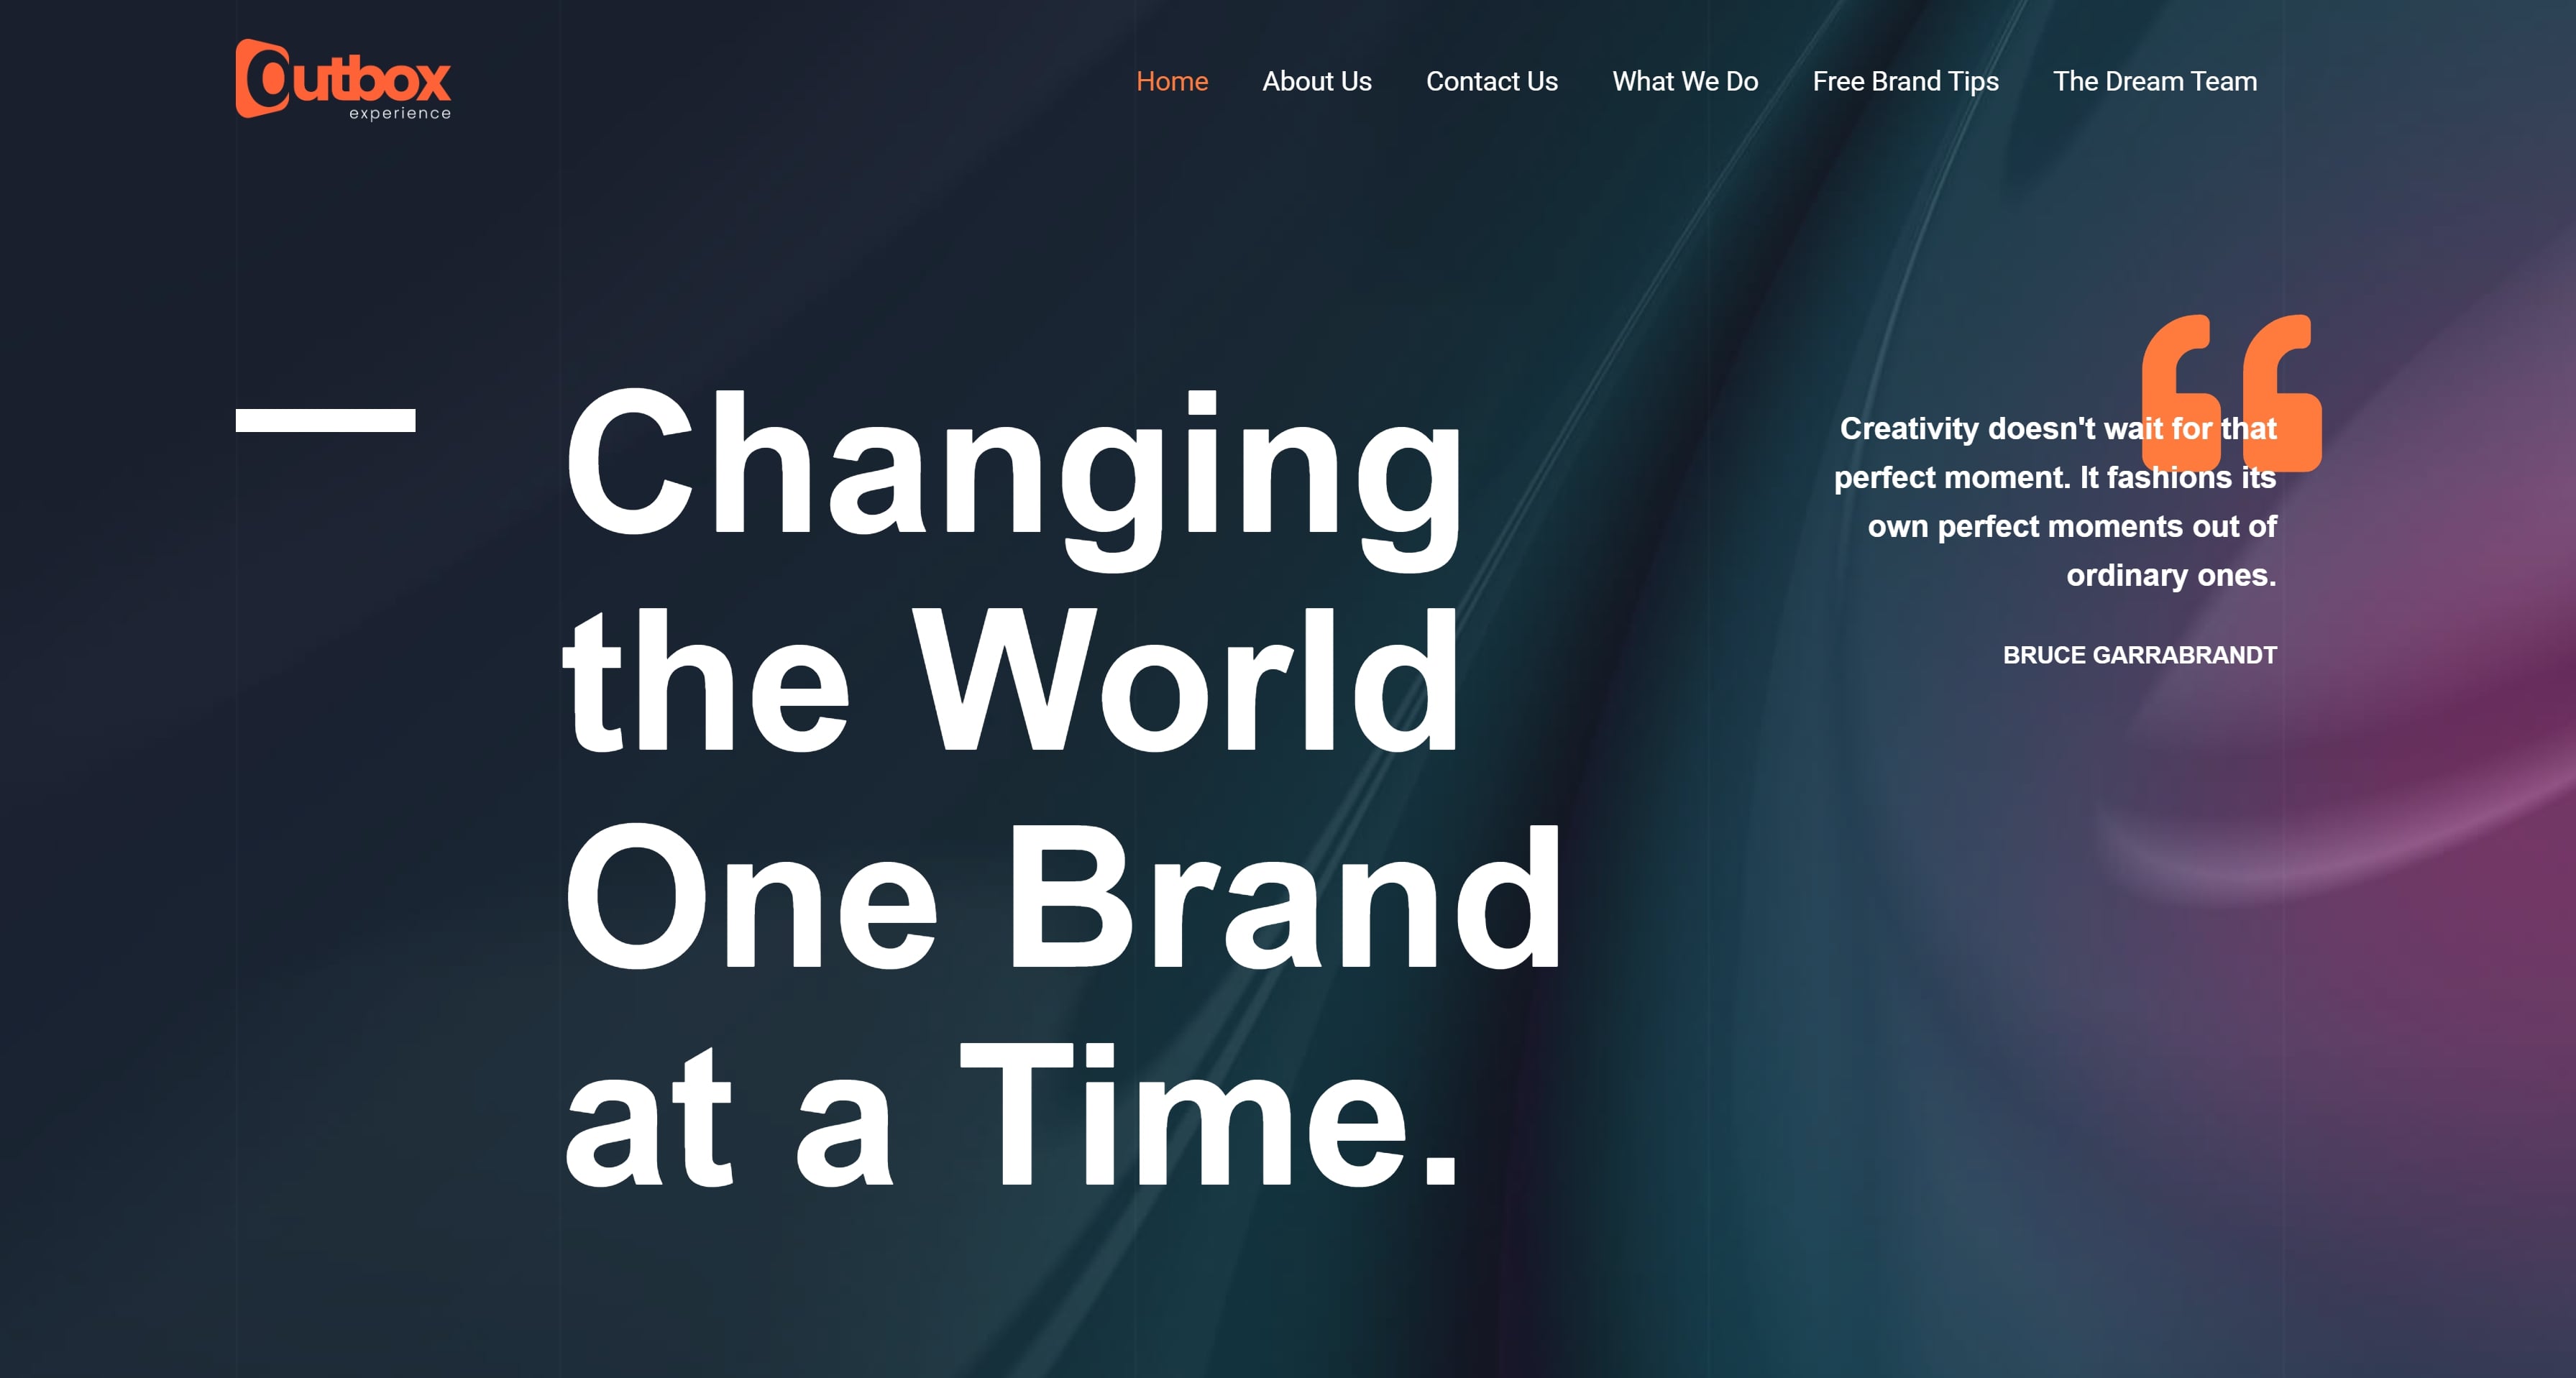 Outbox
experience
Home About Us Contact Us What We Do Free Brand Tips The Dream Team
Changing
the World
One Brand
at a Time.
“
Creativity doesn't wait for that
perfect moment. It fashions its
own perfect moments out of
ordinary ones.
BRUCE GARRABRANDT